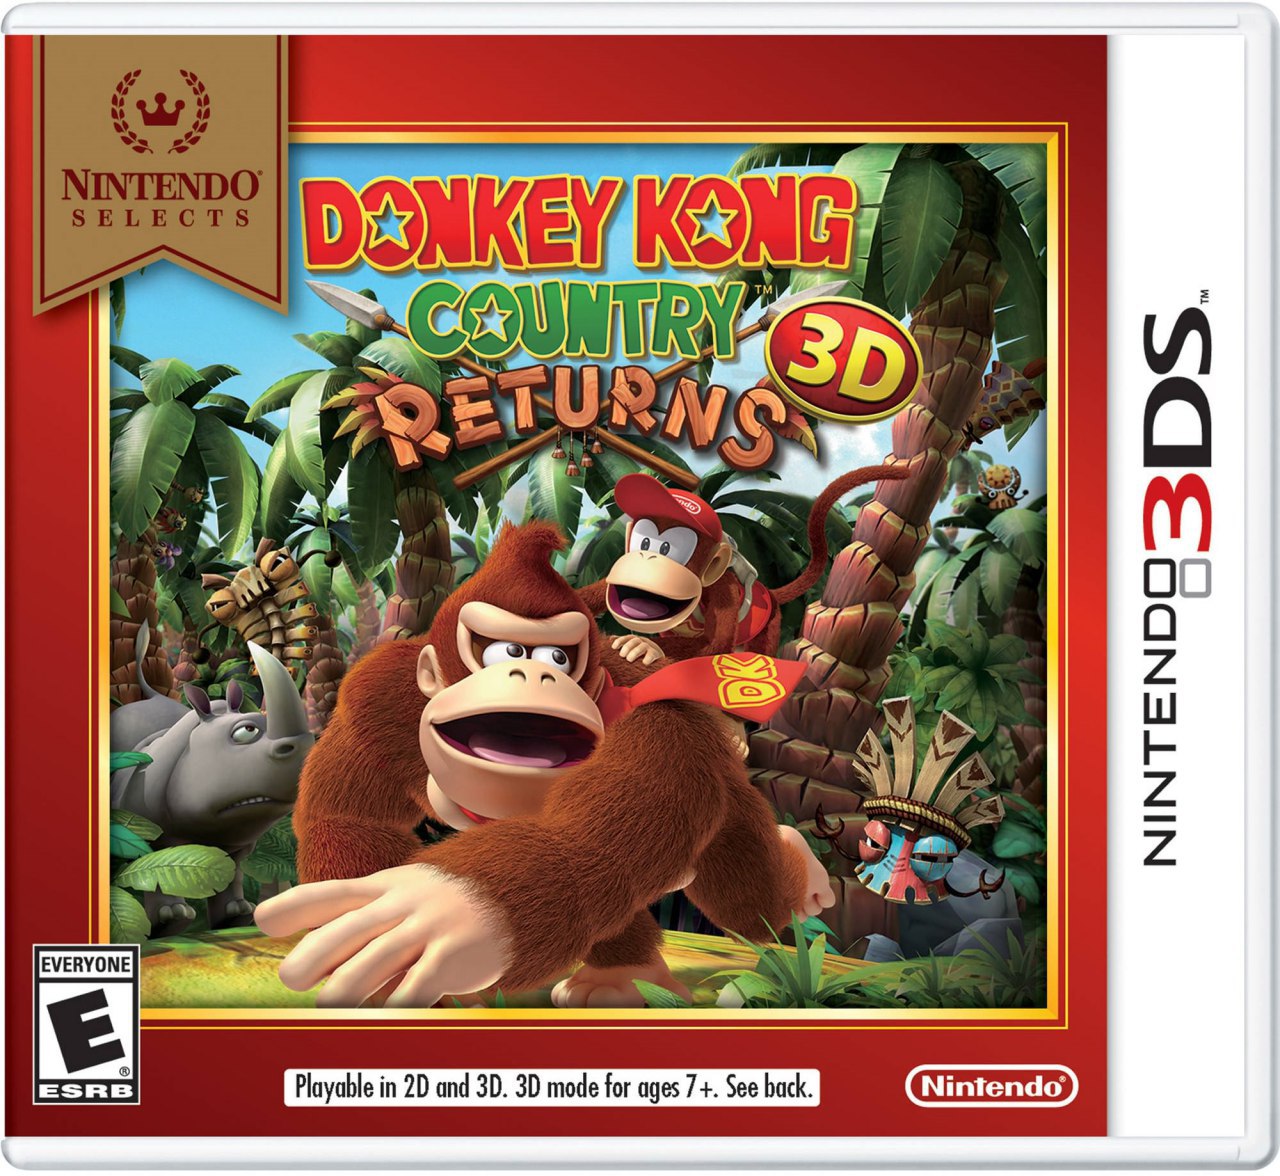 NINTENDO®
SELECTS
DONKEY KONG
COUNTRY™
3D
RETURNS
Nintendo
DK
NINTENDO3DS™
EVERYONE
E
®
ESRB
Playable in 2D and 3D. 3D mode for ages 7+. See back.
Nintendo®